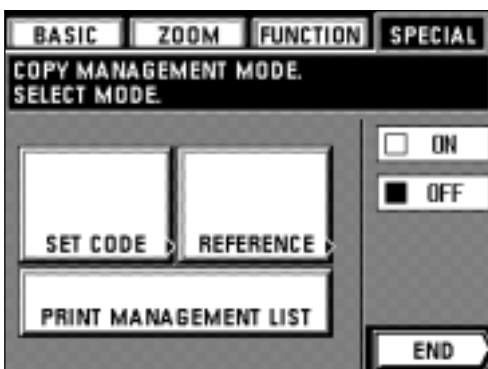 BASIC ZOOM FUNCTION SPECIAL
COPY MANAGEMENT MODE.
SELECT MODE.
ON
OFF
SET CODE REFERENCE
PRINT MANAGEMENT LIST
END